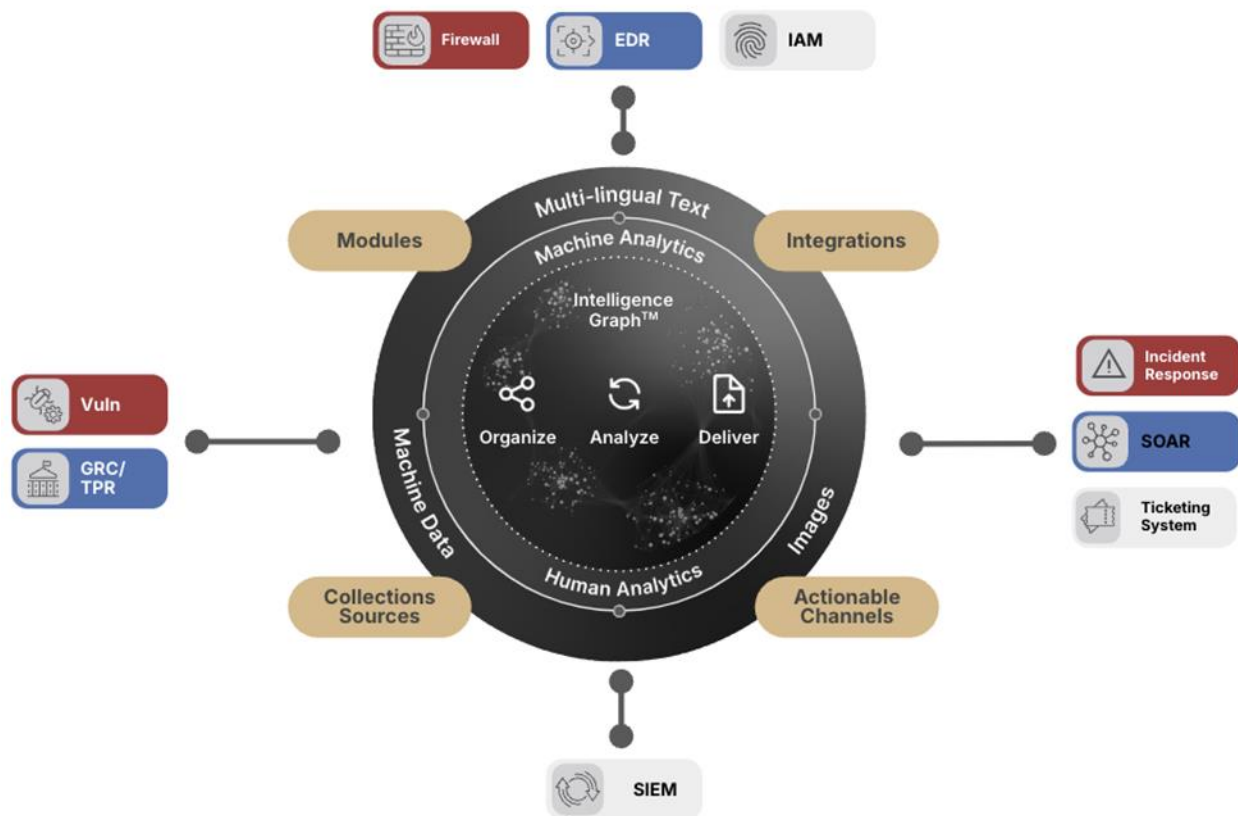 Firewall
EDR
IAM
Multi-lingual Text
Modules
Machine Analytics
Integrations
Intelligence
Graph™
Incident
Response
Vuln
Organize
Analyze
Deliver
SOAR
GRC/
TPR
Machine Data
Images
Ticketing
System
Human Analytics
Collections
Sources
Actionable
Channels
SIEM